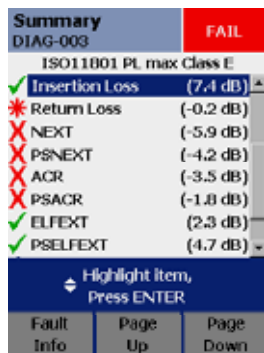 Summary
DIAG-003
FAIL
ISO11801 PL max Class E
Insertion Loss (7.4 dB)
Return Loss (-0.2 dB)
NEXT (-5.9 dB)
PSNEXT (-4.2 dB)
ACR (-3.5 dB)
PSACR (-1.8 dB)
ELFEXT (2.3 dB)
PSELFEXT (4.7 dB)
Highlight Item,
Press ENTER
Fault Info
Page Up
Page Down